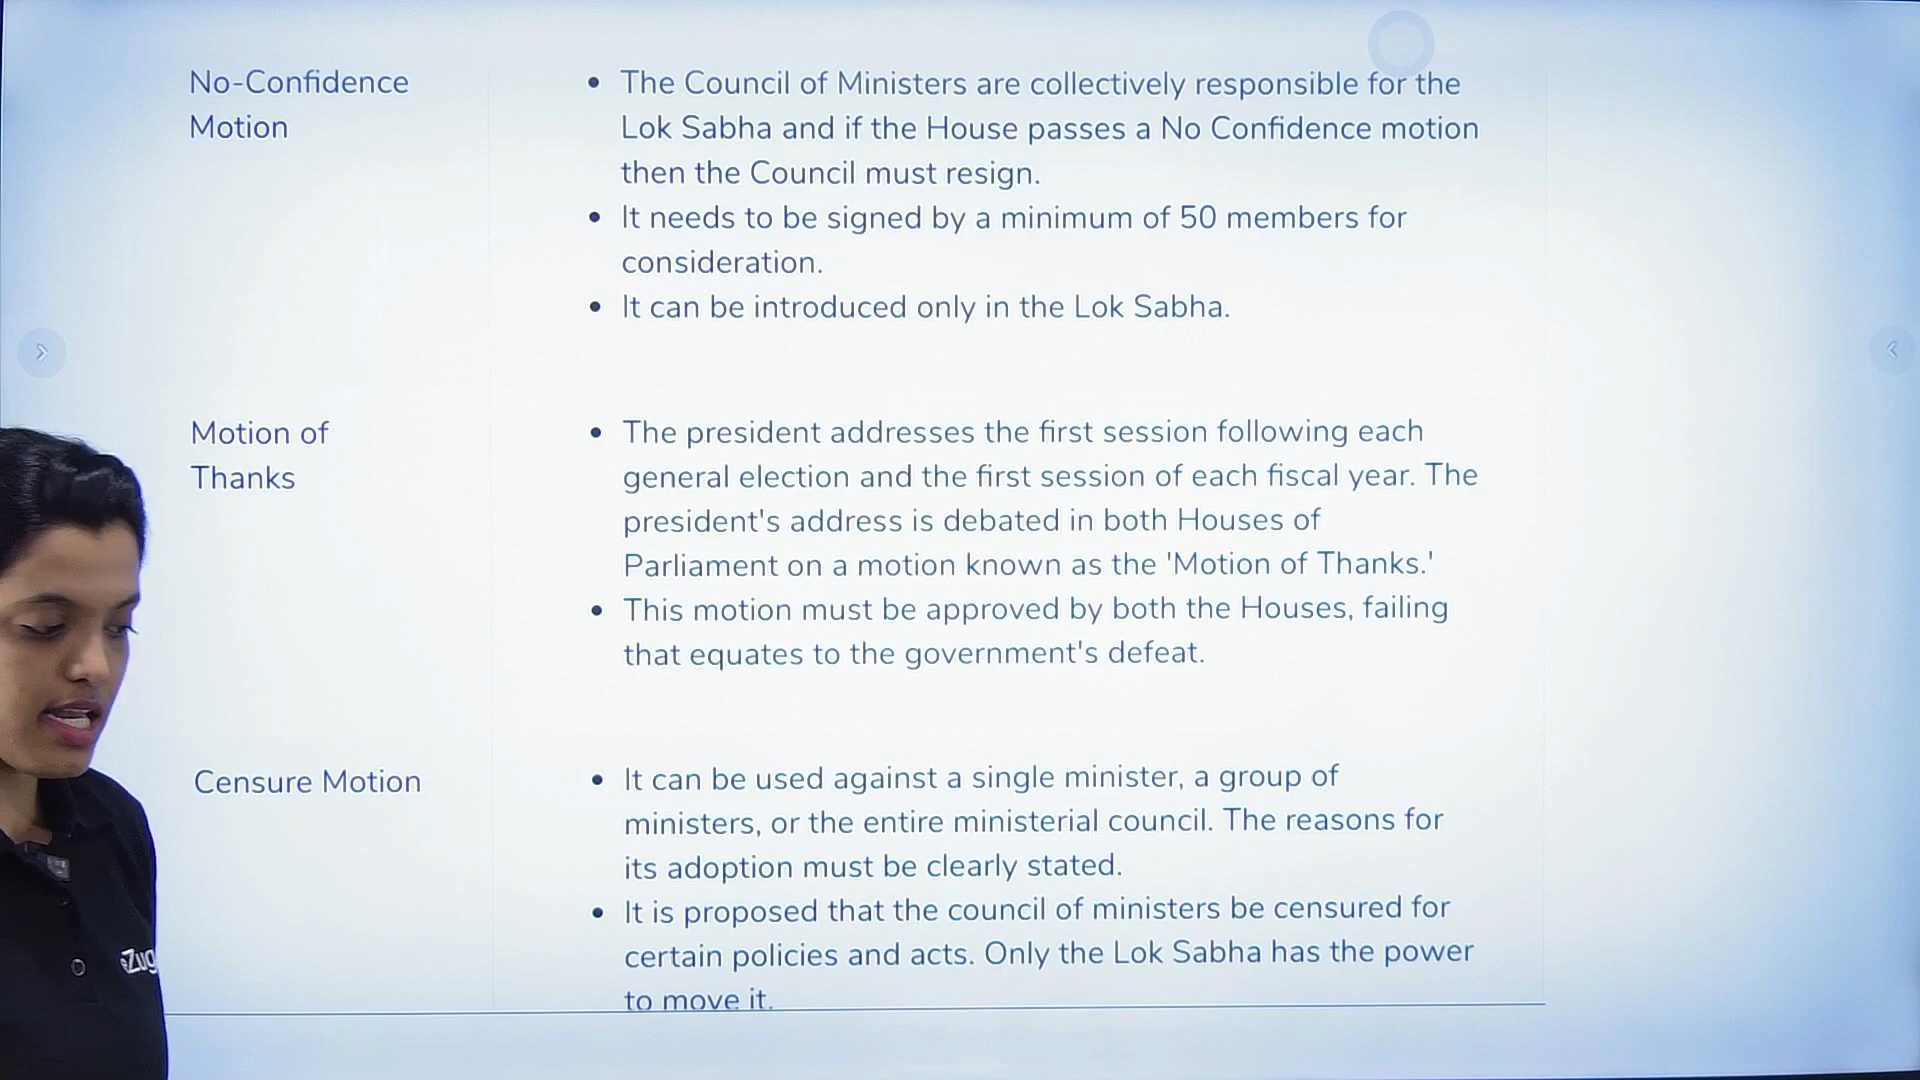 No-Confidence
Motion
• The Council of Ministers are collectively responsible for the
Lok Sabha and if the House passes a No Confidence motion
then the Council must resign.
• It needs to be signed by a minimum of 50 members for
consideration.
• It can be introduced only in the Lok Sabha.
Motion of
Thanks
• The president addresses the first session following each
general election and the first session of each fiscal year. The
president's address is debated in both Houses of
Parliament on a motion known as the 'Motion of Thanks.'
• This motion must be approved by both the Houses, failing
that equates to the government's defeat.
Censure Motion
• It can be used against a single minister, a group of
ministers, or the entire ministerial council. The reasons for
its adoption must be clearly stated.
• It is proposed that the council of ministers be censured for
certain policies and acts. Only the Lok Sabha has the power
to move it.